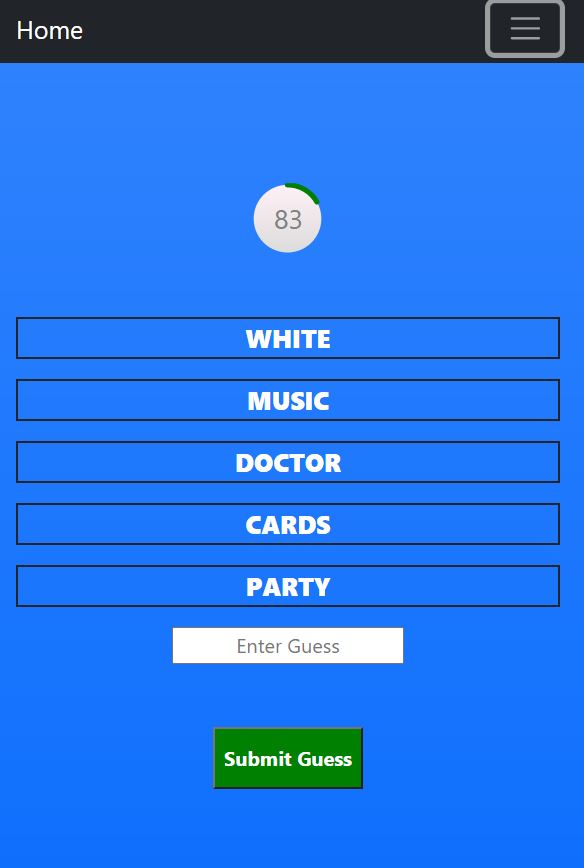 Home
83
WHITE
MUSIC
DOCTOR
CARDS
PARTY
Enter Guess
Submit Guess